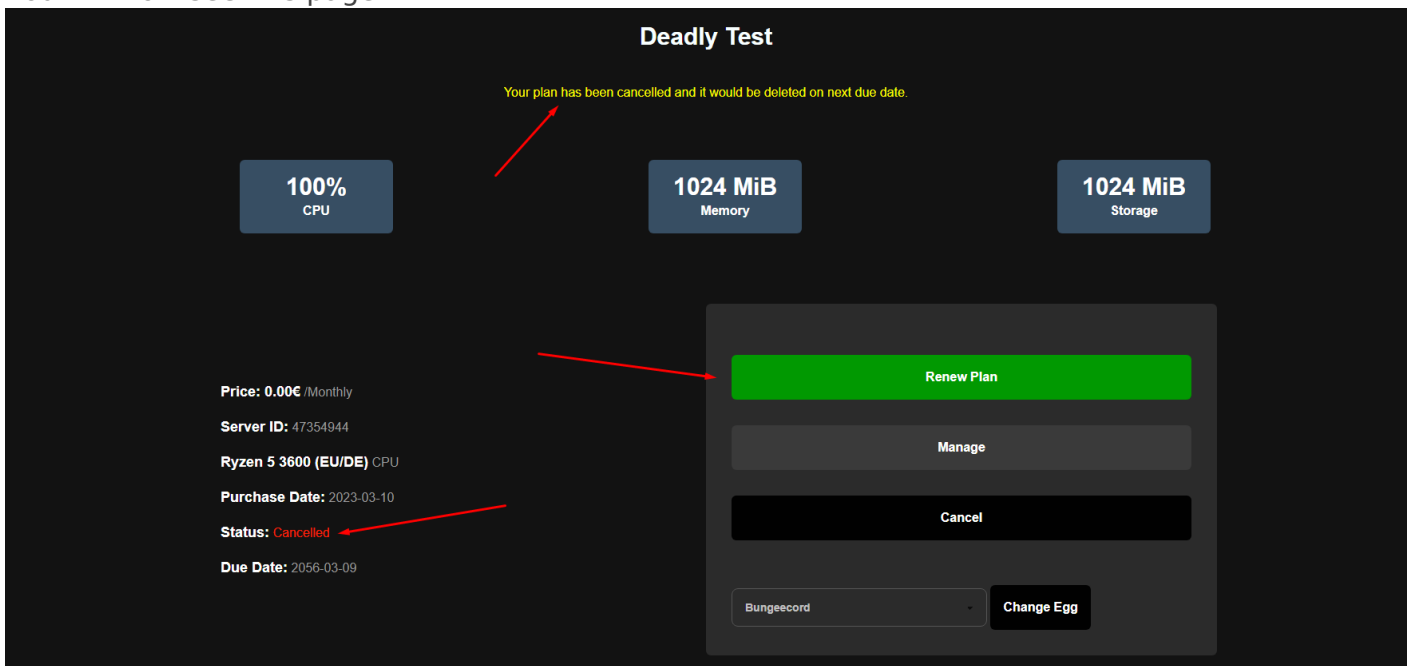 Deadly Test
Your plan has been cancelled and it would be deleted on next due date.
100%
CPU
1024 MiB
Memory
1024 MiB
Storage
Price: 0.00€ /Monthly
Server ID: 47354944
Ryzen 5 3600 (EU/DE) CPU
Purchase Date: 2023-03-10
Status: Cancelled
Due Date: 2056-03-09
Renew Plan
Manage
Cancel
Bungeecord
Change Egg